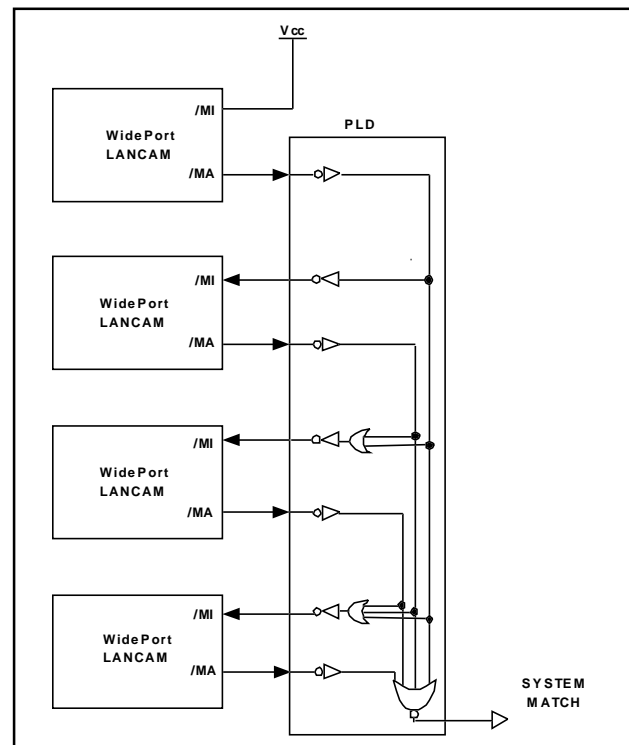 Vcc
/MI
PLD
WidePort
LANCAM
/MA
/MI
WidePort
LANCAM
/MA
/MI
WidePort
LANCAM
/MA
/MI
WidePort
LANCAM
/MA
SYSTEM
MATCH